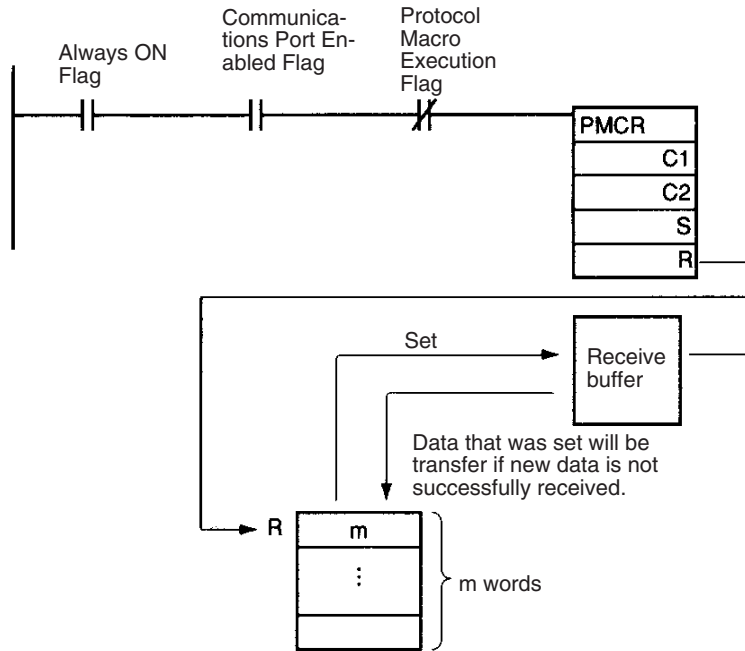 Always ON
Flag
Communica-
tions Port En-
abled Flag
Protocol
Macro
Execution
Flag
PMCR
C1
C2
S
R
Set
Receive
buffer
Data that was set will be
transfer if new data is not
successfully received.
R
m
⋮
m words